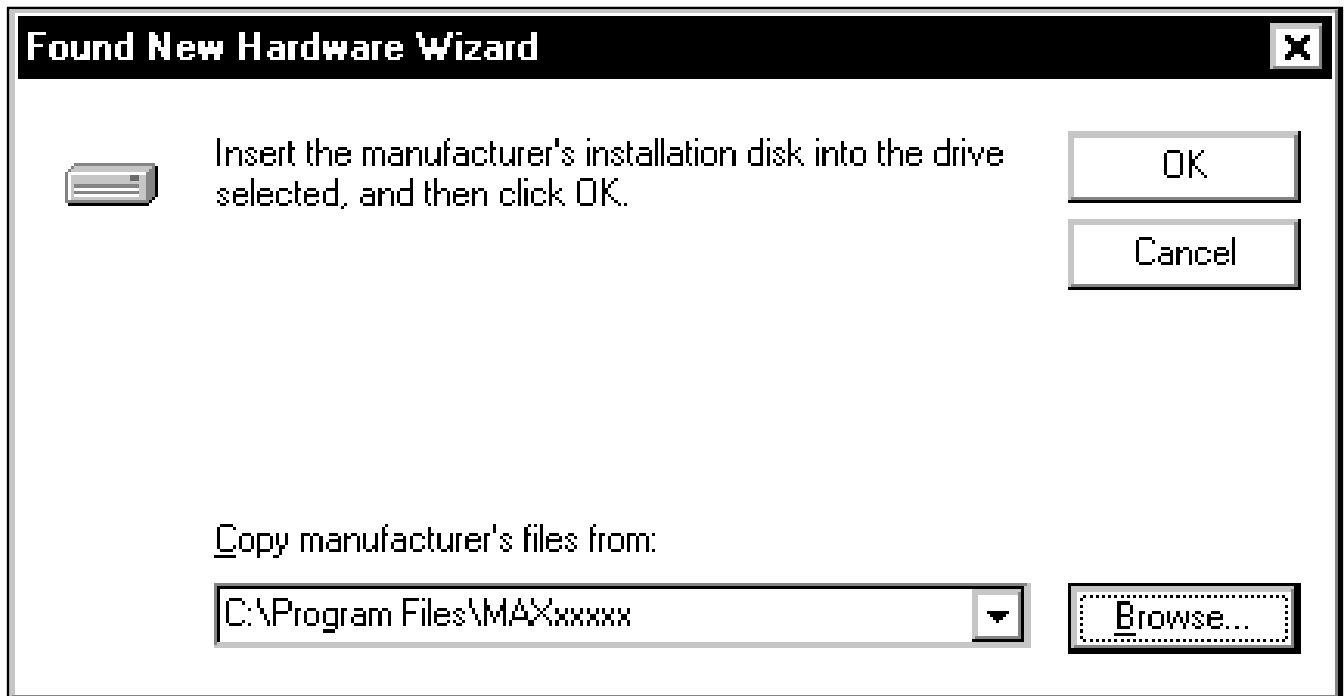 Found New Hardware Wizard
Insert the manufacturer's installation disk into the drive
selected, and then click OK.
OK
Cancel
Copy manufacturer's files from:
C:\Program Files\MAXxxxxx
Browse...